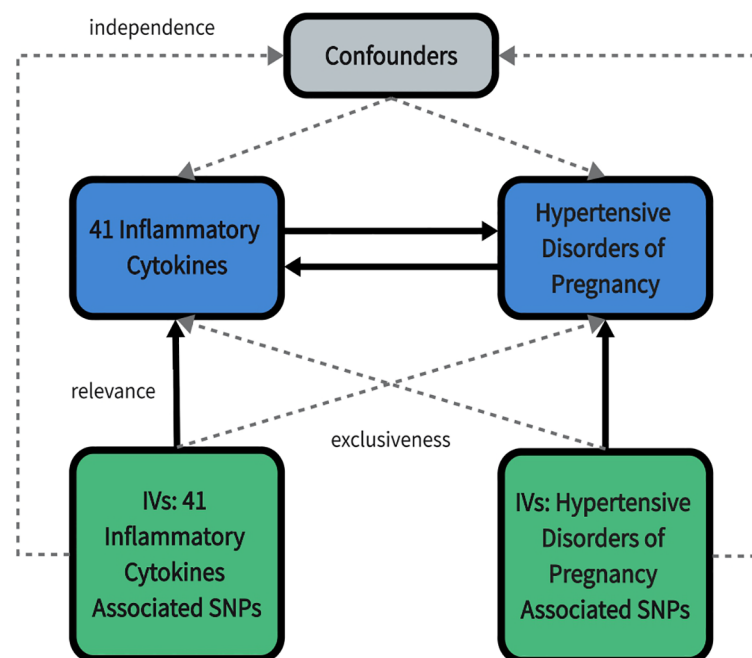 independence
Confounders
41 Inflammatory
Cytokines
Hypertensive
Disorders of
Pregnancy
relevance
exclusiveness
IVs: 41
Inflammatory
Cytokines
Associated SNPs
IVs: Hypertensive
Disorders of
Pregnancy
Associated SNPs